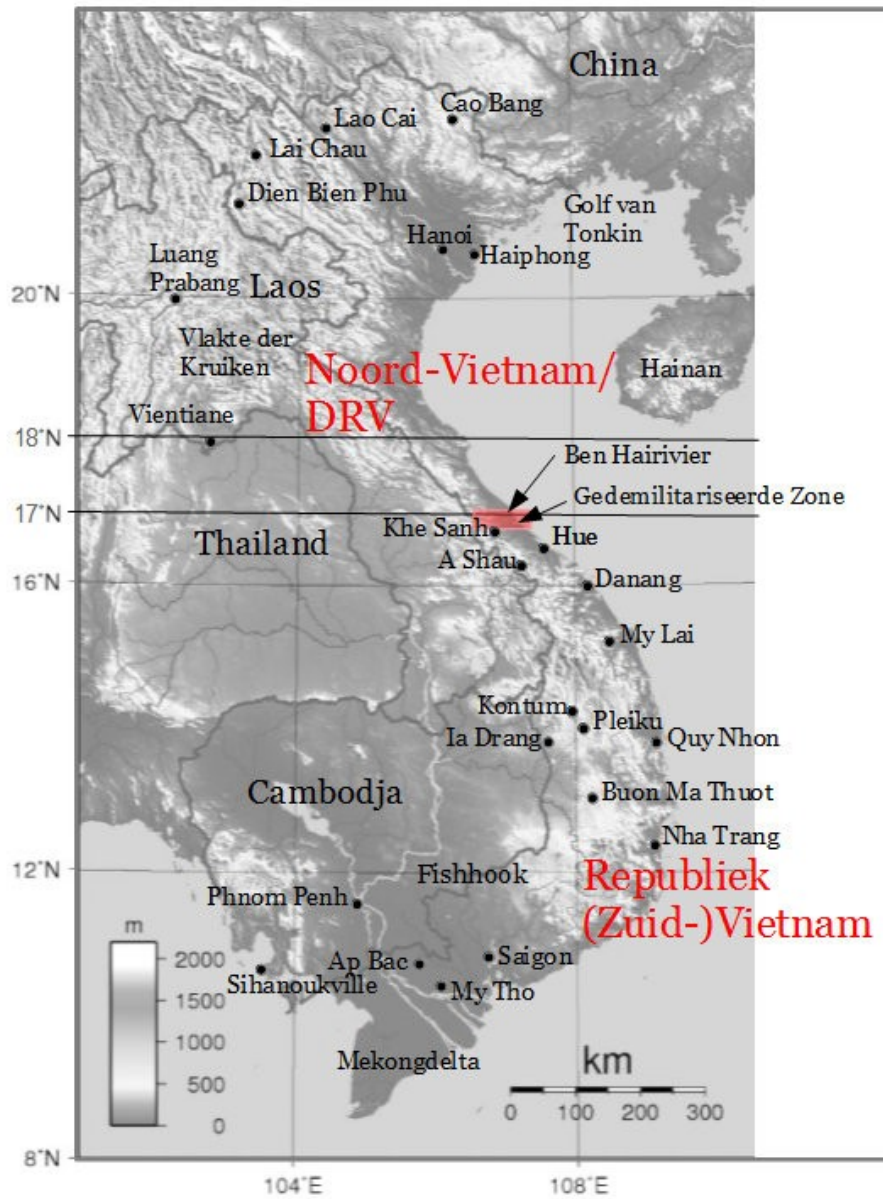 China
Cao Bang
Lao Cai
Lai Chau
Dien Bien Phu
Golf van
Tonkin
Hanoi
Haiphong
Luang
Prabang
Laos
20°N
Vlakte der
Kruiken
Noord-Vietnam/
DRV
Hainan
Vientiane
18°N
Ben Hairivier
Gedemilitariseerde Zone
17°N
Khe Sanh
Hue
Thailand
A Shau
16°N
Danang
My Lai
Kontum
Pleiku
Ia Drang
Quy Nhon
Cambodja
Buon Ma Thuot
Nha Trang
12°N
Fishhook
Republiek
(Zuid-)Vietnam
Phnom Penh
m
2000
1500
1000
500
0
Ap Bac
Saigon
Sihanoukville
My Tho
Mekongdelta
km
0 100 200 300
8°N
104°E
108°E